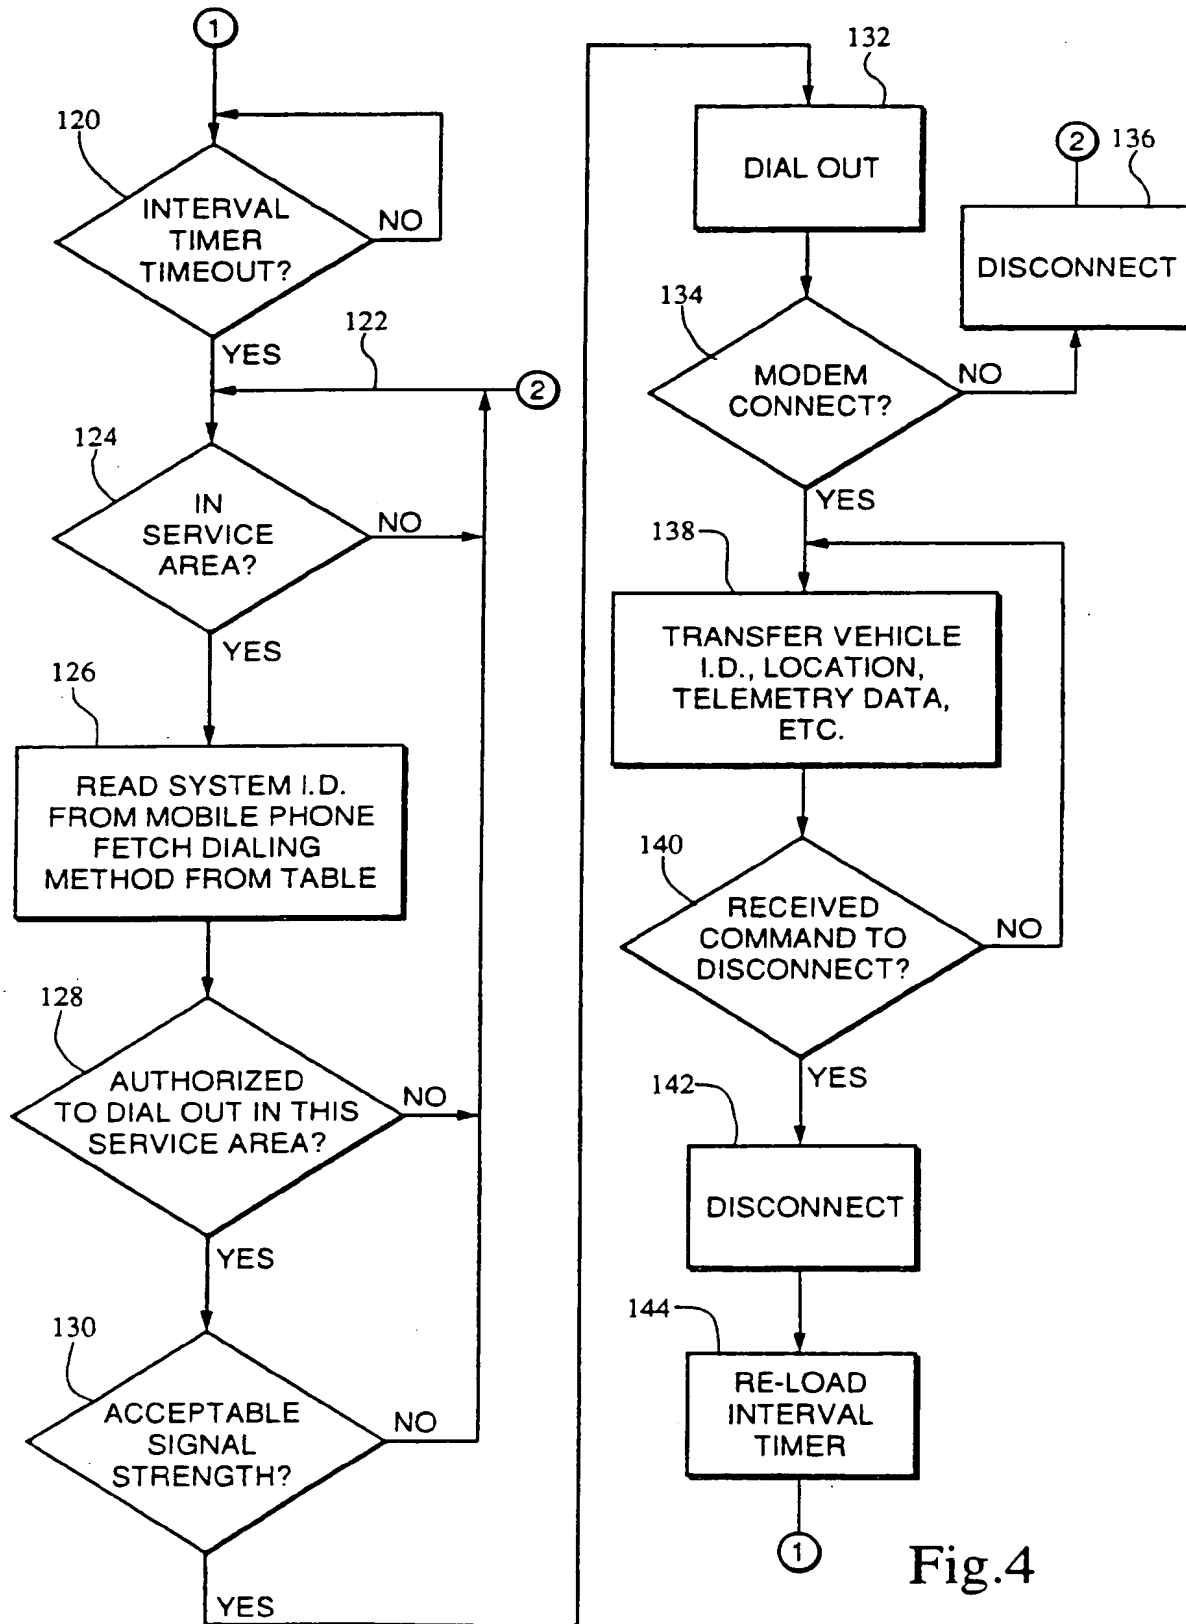 1
120
INTERVAL
TIMER
TIMEOUT?
NO
YES
122
2
124
IN
SERVICE
AREA?
NO
YES
126
READ SYSTEM I.D.
FROM MOBILE PHONE
FETCH DIALING
METHOD FROM TABLE
128
AUTHORIZED
TO DIAL OUT IN THIS
SERVICE AREA?
NO
YES
130
ACCEPTABLE
SIGNAL
STRENGTH?
NO
YES
132
DIAL OUT
2
136
DISCONNECT
134
MODEM
CONNECT?
NO
YES
138
TRANSFER VEHICLE
I.D., LOCATION,
TELEMETRY DATA,
ETC.
140
RECEIVED
COMMAND TO
DISCONNECT?
NO
YES
142
DISCONNECT
144
RE-LOAD
INTERVAL
TIMER
1
Fig.4